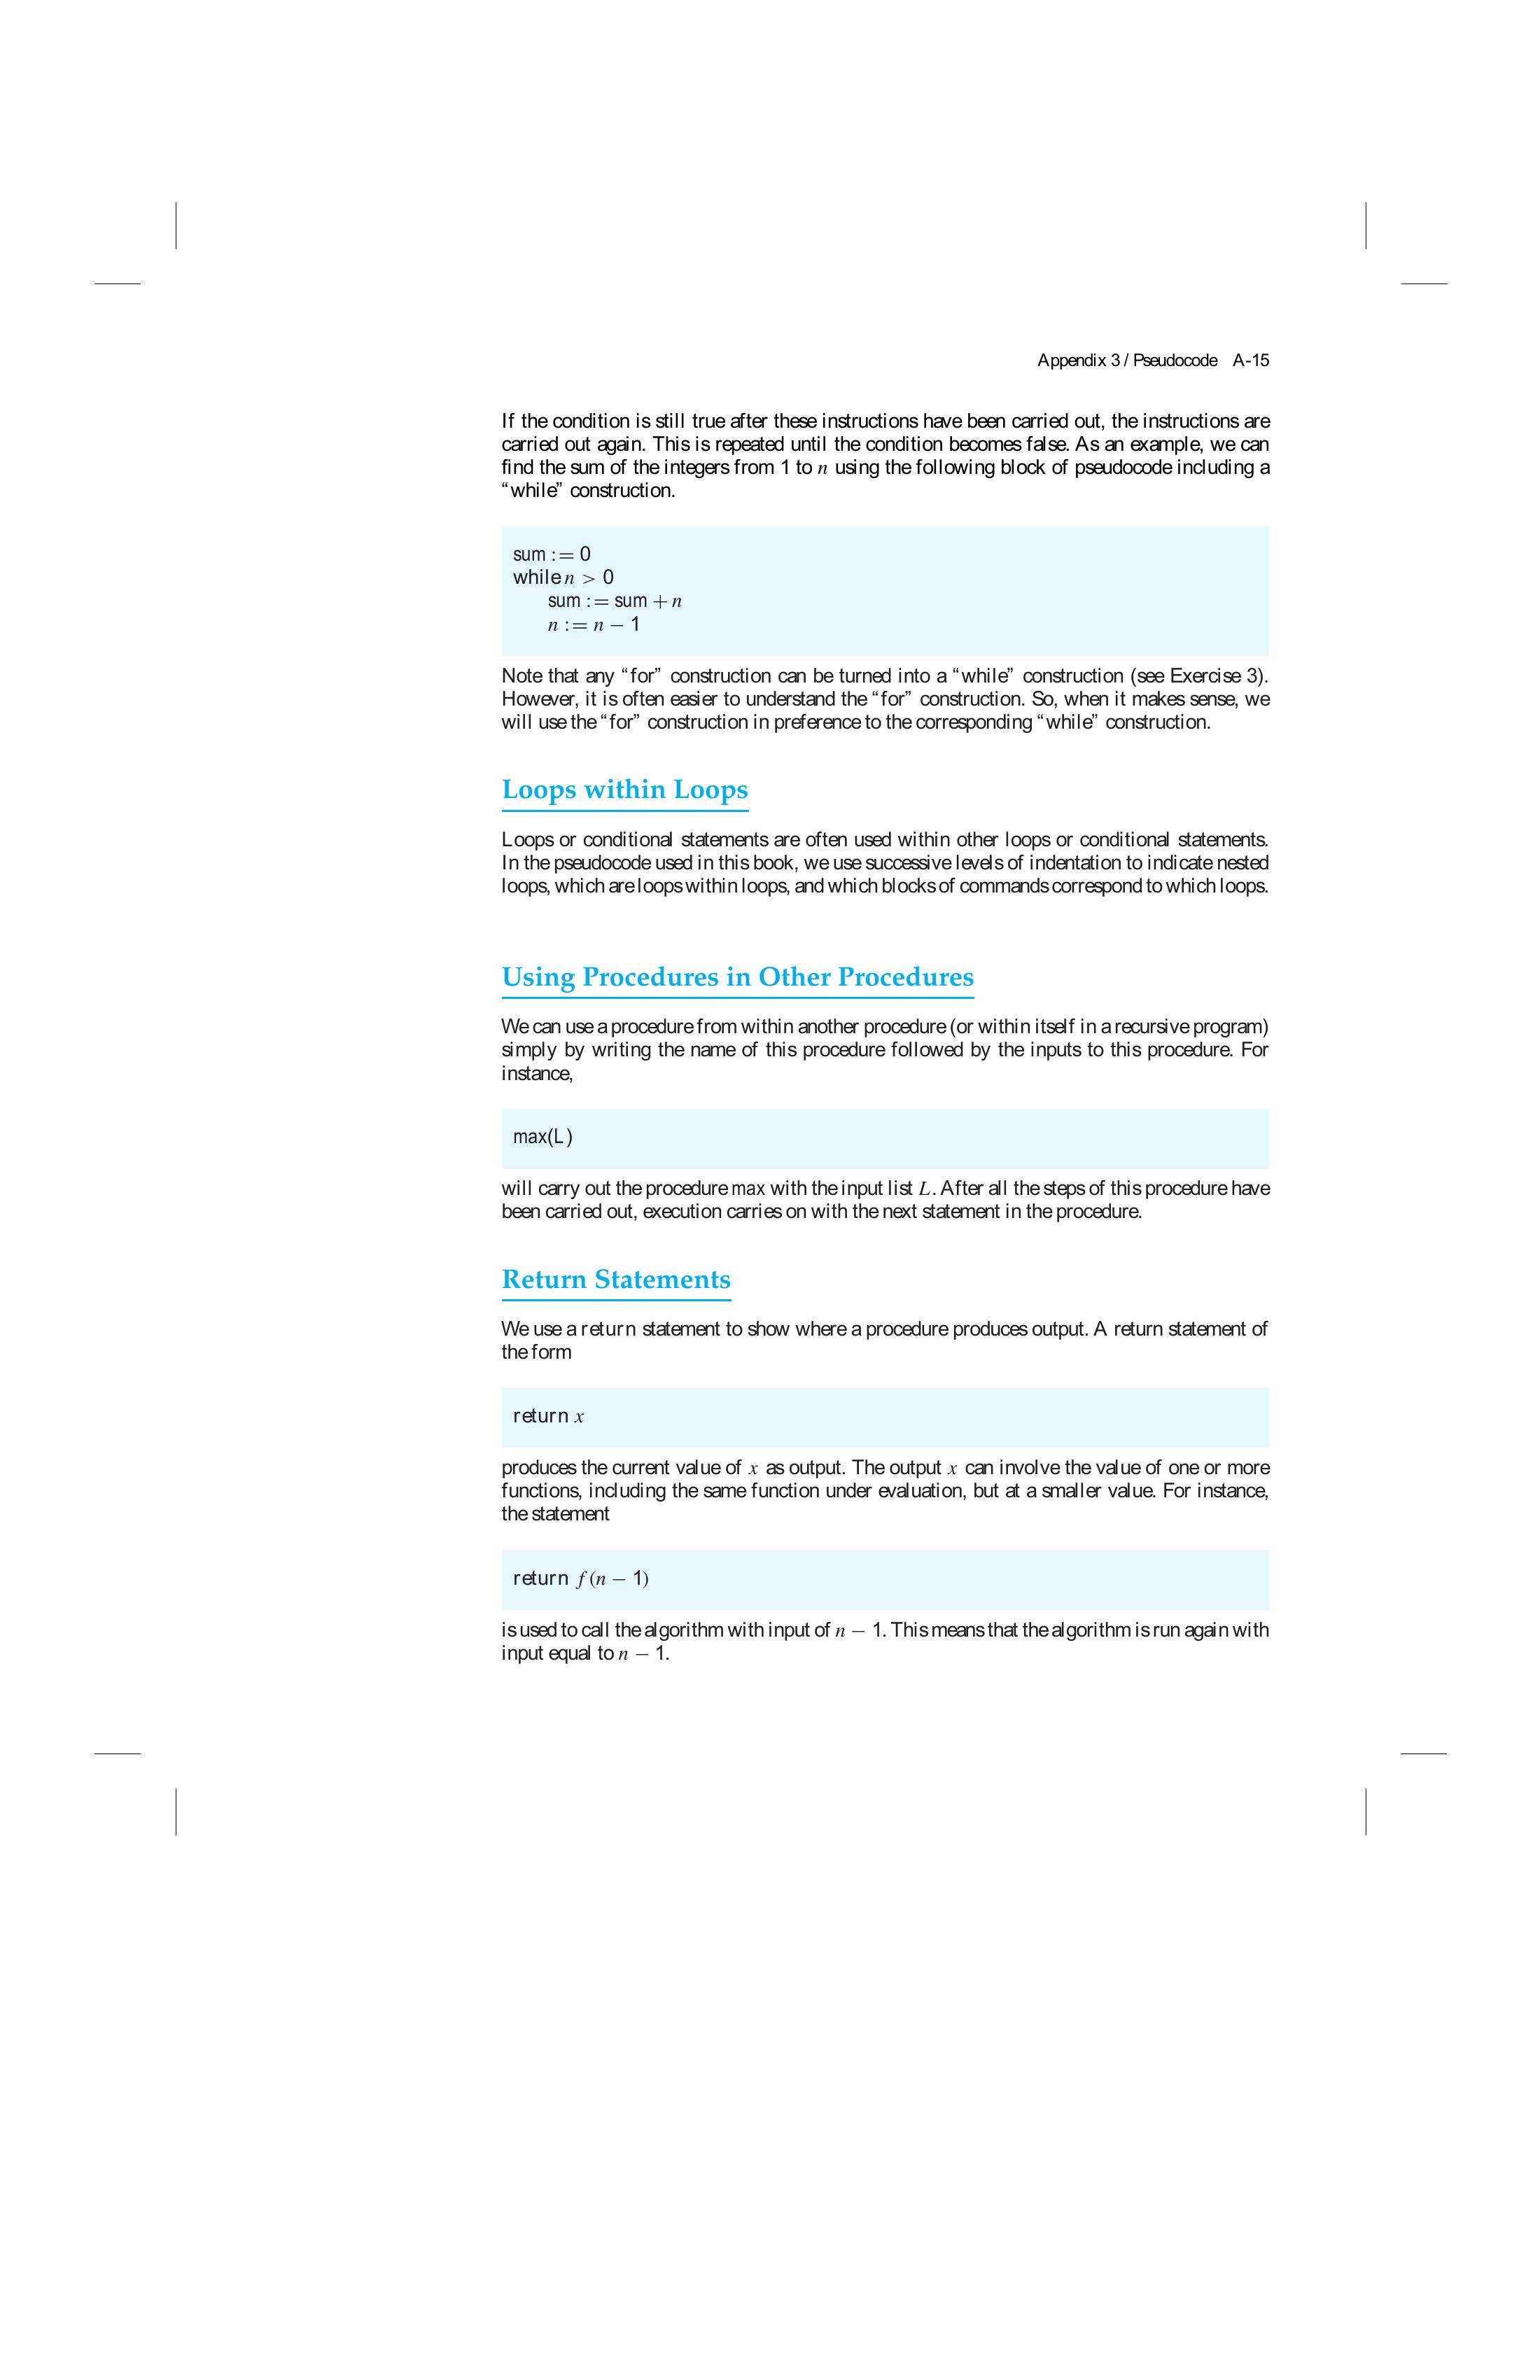 Appendix 3 / Pseudocode A-15
If the condition is still true after these instructions have been carried out, the instructions are
carried out again. This is repeated until the condition becomes false. As an example, we can
find the sum of the integers from 1 to n using the following block of pseudocode including a
“while” construction.
sum := 0
while n > 0
sum := sum + n
n := n − 1
Note that any “for” construction can be turned into a “while” construction (see Exercise 3).
However, it is often easier to understand the “for” construction. So, when it makes sense, we
will use the “for” construction in preference to the corresponding “while” construction.
Loops within Loops
Loops or conditional statements are often used within other loops or conditional statements.
In the pseudocode used in this book, we use successive levels of indentation to indicate nested
loops, which are loops within loops, and which blocks of commands correspond to which loops.
Using Procedures in Other Procedures
We can use a procedure from within another procedure (or within itself in a recursive program)
simply by writing the name of this procedure followed by the inputs to this procedure. For
instance,
max(L)
will carry out the procedure max with the input list L. After all the steps of this procedure have
been carried out, execution carries on with the next statement in the procedure.
Return Statements
We use a return statement to show where a procedure produces output. A return statement of
the form
return x
produces the current value of x as output. The output x can involve the value of one or more
functions, including the same function under evaluation, but at a smaller value. For instance,
the statement
return f(n − 1)
is used to call the algorithm with input of n − 1. This means that the algorithm is run again with
input equal to n − 1.